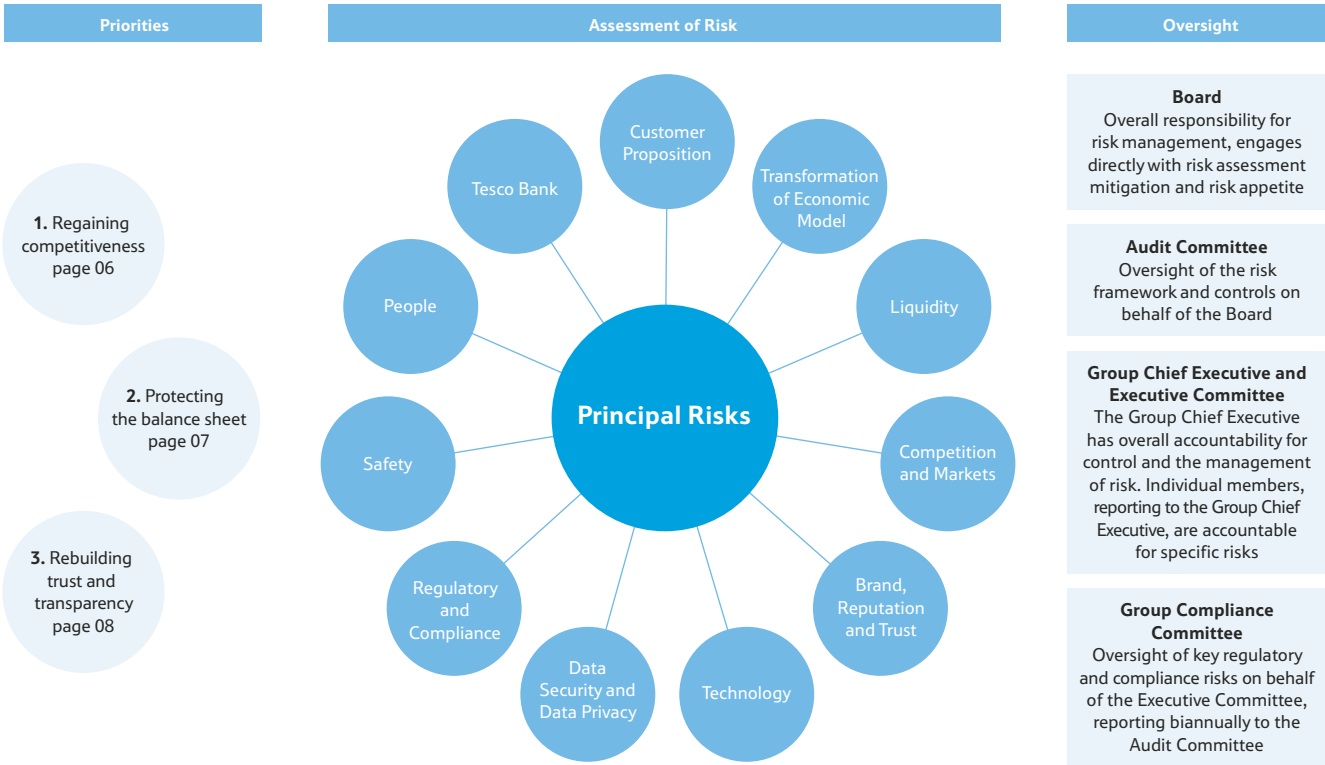 Priorities
1. Regaining
competitiveness
page 06
2. Protecting
the balance sheet
page 07
3. Rebuilding
trust and
transparency
page 08
Assessment of Risk
Customer
Proposition
Transformation
of Economic
Model
Liquidity
Competition
and Markets
Brand,
Reputation
and Trust
Technology
Data
Security and
Data Privacy
Regulatory
and
Compliance
Safety
People
Tesco Bank
Principal Risks
Oversight
Board
Overall responsibility for
risk management, engages
directly with risk assessment
mitigation and risk appetite
Audit Committee
Oversight of the risk
framework and controls on
behalf of the Board
Group Chief Executive and
Executive Committee
The Group Chief Executive
has overall accountability for
control and the management
of risk. Individual members,
reporting to the Group Chief
Executive, are accountable
for specific risks
Group Compliance
Committee
Oversight of key regulatory
and compliance risks on behalf
of the Executive Committee,
reporting biannually to the
Audit Committee